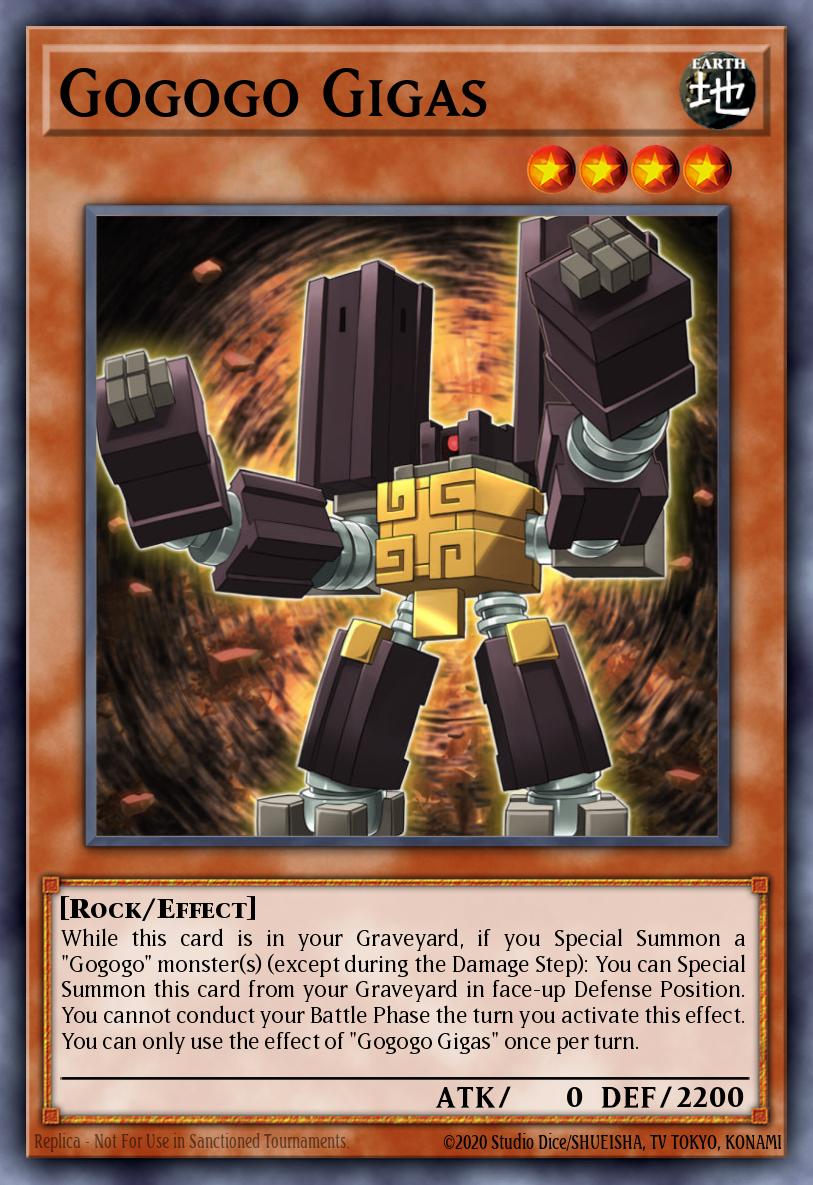 Gogogo Gigas
EARTH
地
[Rock/Effect]
While this card is in your Graveyard, if you Special Summon a
"Gogogo" monster(s) (except during the Damage Step): You can Special
Summon this card from your Graveyard in face-up Defense Position.
You cannot conduct your Battle Phase the turn you activate this effect.
You can only use the effect of "Gogogo Gigas" once per turn.
ATK/ 0 DEF/2200
Replica - Not For Use in Sanctioned Tournaments.
©2020 Studio Dice/SHUEISHA, TV TOKYO, KONAMI